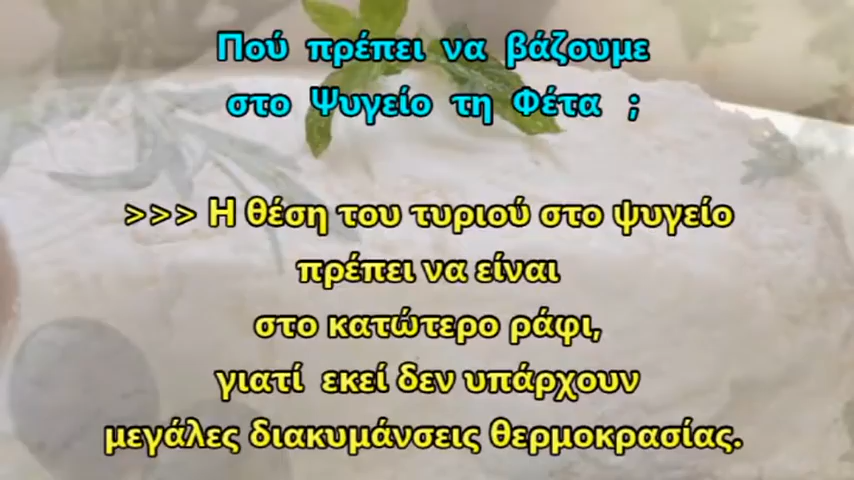 Πού πρέπει να βάζουμε
στο Ψυγείο τη Φέτα ;
>>> Η θέση του τυριού στο ψυγείο
πρέπει να είναι
στο κατώτερο ράφι,
γιατί εκεί δεν υπάρχουν
μεγάλες διακυμάνσεις θερμοκρασίας.